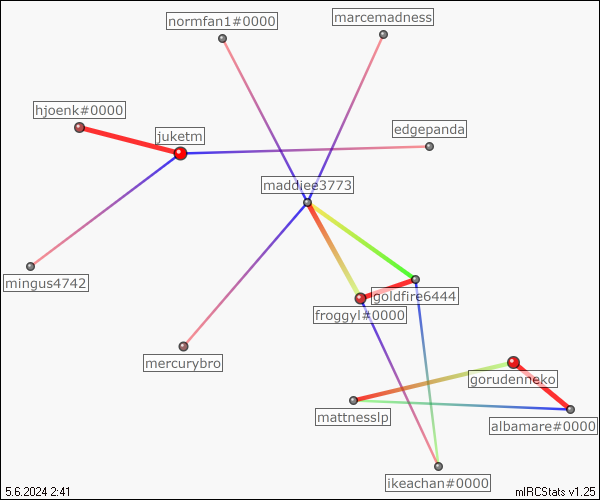 normfan1#0000
marcemadness
hjoenk#0000
juketm
edgepanda
maddiee3773
mingus4742
goldfire6444
froggyl#0000
mercurybro
gorudenneko
mattnesslp
albamare#0000
ikeachan#0000
5.6.2024 2:41
mIRCStats v1.25